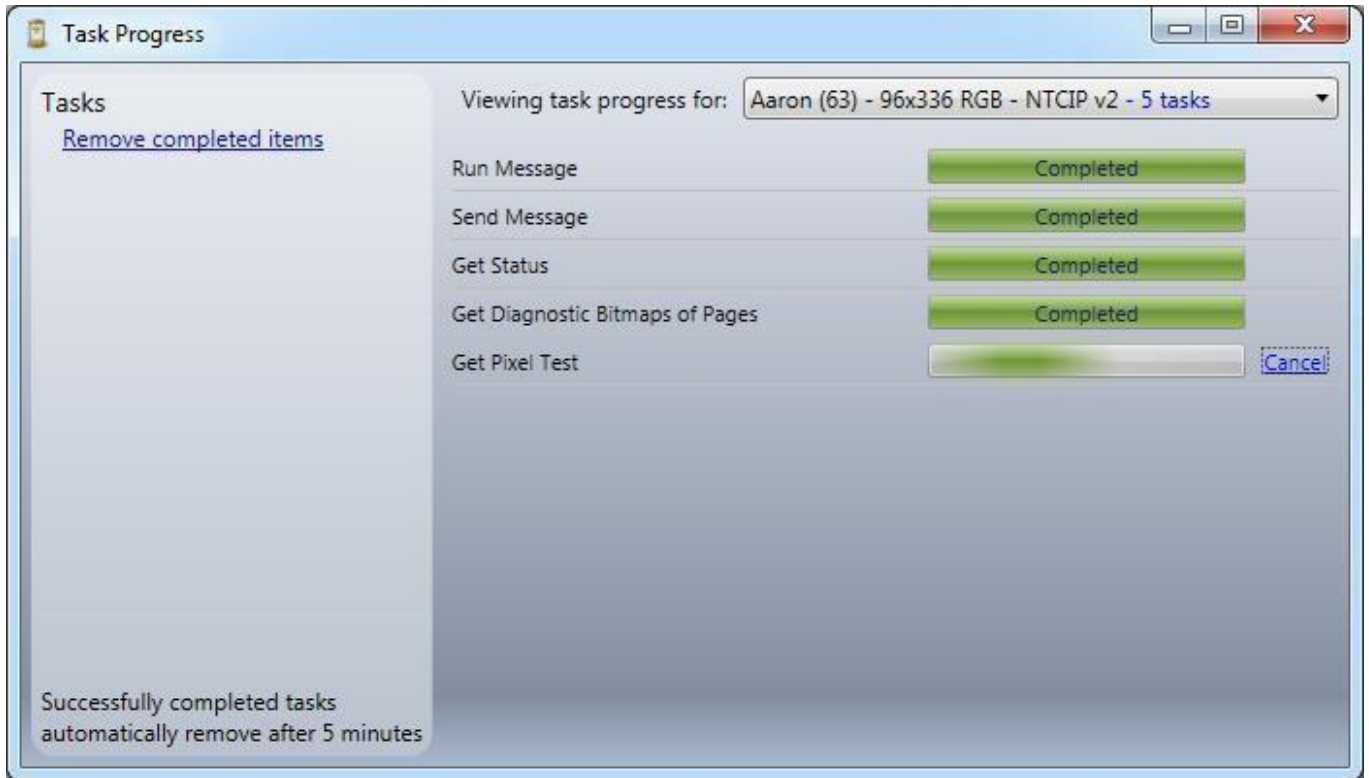 Task Progress
Tasks
Remove completed items
Viewing task progress for: Aaron (63) - 96x336 RGB - NTCIP v2 - 5 tasks
Run Message Completed
Send Message Completed
Get Status Completed
Get Diagnostic Bitmaps of Pages Completed
Get Pixel Test Cancel
Successfully completed tasks
automatically remove after 5 minutes